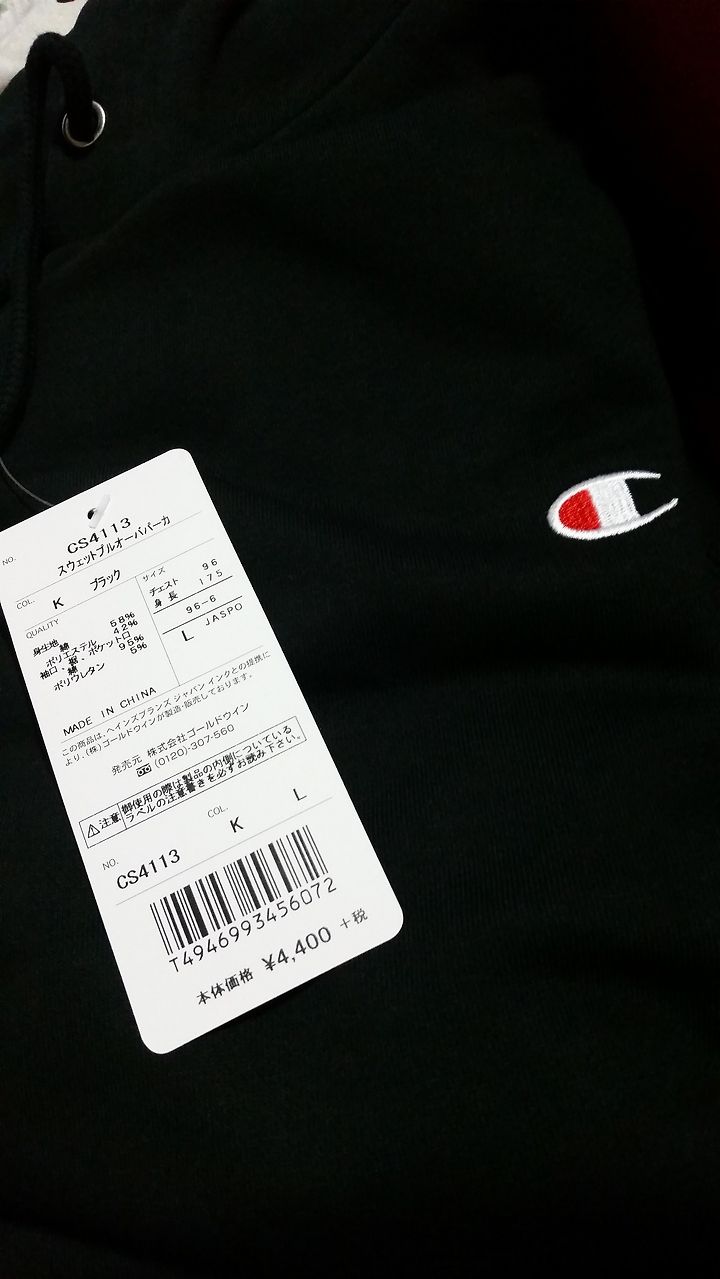 NO. CS4113
スウェットプルオーバパーカ
COL. K ブラック
サイズ
チェスト 96
身長 175
96-6
L JASPO
QUALITY
身生地 綿 58%
ポリエステル 42%
袖口・裾・ポケット口
綿 95%
ポリウレタン 5%
MADE IN CHINA
この商品は、ヘインズブランズ ジャパン インクとの提携に
より、(株)ゴールドウインが製造・販売しております。
発売元 株式会社ゴールドウイン
(0120)-307-560
注意 御使用の際は製品の内側についている
ラベルの注意書きを必ずお読み下さい。
NO. COL.
CS4113 K L
T4946993456072
本体価格 ¥4,400 +税